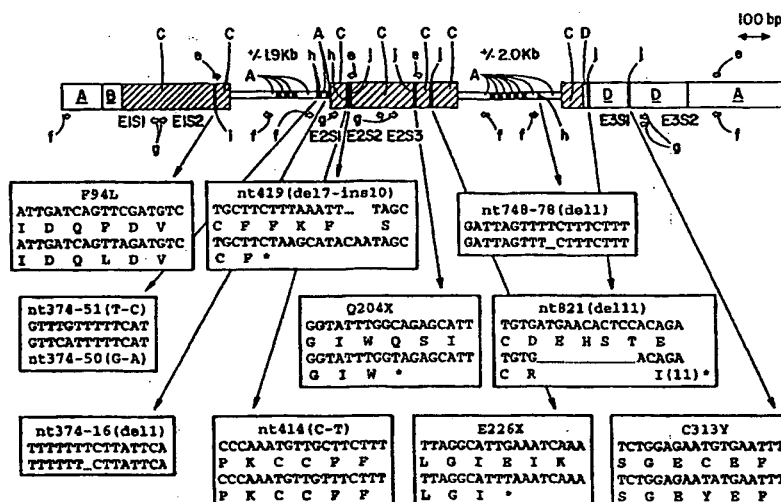 100 bp
C C A C C C C C C D
e +/- 1.9Kb h h e j j e j +/- 2.0Kb j j e
A A
A B D D A
E1S1 E1S2 i E2S1 E2S2 E2S3 h E3S1 E3S2
f g f f g g f f f g f
F94L
ATTGATCAGTTCGATGTC
I D Q F D V
ATTGATCAGTTAGATGTC
I D Q L D V
nt419(del7-ins10)
TGCTTCTTTAAATT… TAGC
C F F K F S
TGCTTCTAAGCATACAATAGC
C F *
nt748-78(del1)
GATTAGTTTTCTTTCTTT
GATTAGTTT_CTTTCTTT
nt374-51(T-C)
GTTTGTTTTTCAT
GTTCATTTTTCAT
nt374-50(G-A)
Q204X
GGTATTTGGCAGAGCATT
G I W Q S I
GGTATTTGGTAGAGCATT
G I W *
nt821(del11)
TGTGATGAACACTCCACAGA
C D E H S T E
TGTG___________ACAGA
C R I(11)*
nt374-16(del1)
TTTTTTTCTTATTCA
TTTTTT_CTTATTCA
nt414(C-T)
CCCAAATGTTGCTTCTTT
P K C C F F
CCCAAATGTTGTTTCTTT
P K C C F F
E226X
TTAGGCATTGAAATCAAA
L G I E I K
TTAGGCATTTAAATCAAA
L G I *
C313Y
TCTGGAGAATGTGAATTT
S G E C E F
TCTGGAGAATATGAATTT
S G E Y E F